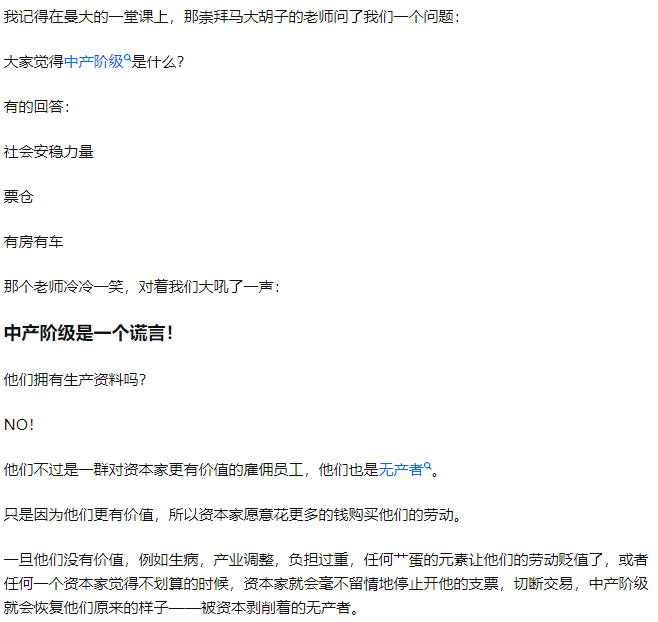 我记得在曼大的一堂课上，那崇拜马大胡子的老师问了我们一个问题：
大家觉得中产阶级是什么？
有的回答：
社会安稳力量
票仓
有房有车
那个老师冷冷一笑，对着我们大吼了一声：
中产阶级是一个谎言！
他们拥有生产资料吗？
NO！
他们不过是一群对资本家更有价值的雇佣员工，他们也是无产者。
只是因为他们更有价值，所以资本家愿意花更多的钱购买他们的劳动。
一旦他们没有价值，例如生病，产业调整，负担过重，任何艹蛋的元素让他们的劳动贬值了，或者
任何一个资本家觉得不划算的时候，资本家就会毫不留情地停止开他的支票，切断交易，中产阶级
就会恢复他们原来的样子——被资本剥削着的无产者。